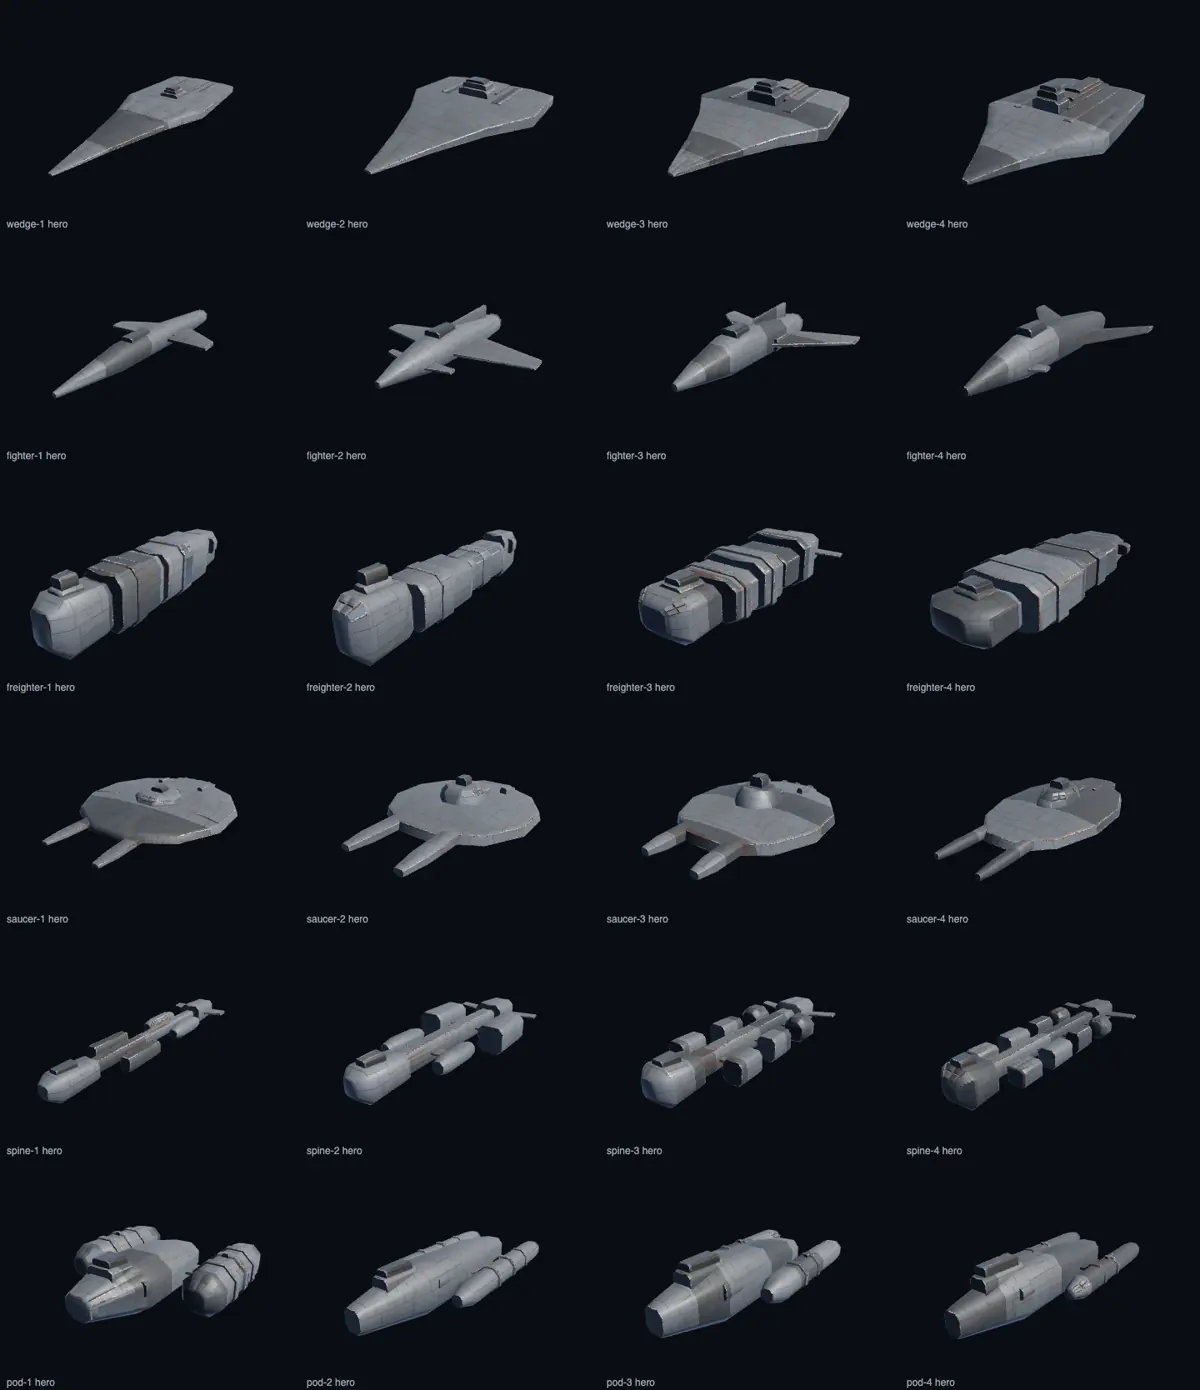 wedge-1 hero
wedge-2 hero
wedge-3 hero
wedge-4 hero
fighter-1 hero
fighter-2 hero
fighter-3 hero
fighter-4 hero
freighter-1 hero
freighter-2 hero
freighter-3 hero
freighter-4 hero
saucer-1 hero
saucer-2 hero
saucer-3 hero
saucer-4 hero
spine-1 hero
spine-2 hero
spine-3 hero
spine-4 hero
pod-1 hero
pod-2 hero
pod-3 hero
pod-4 hero